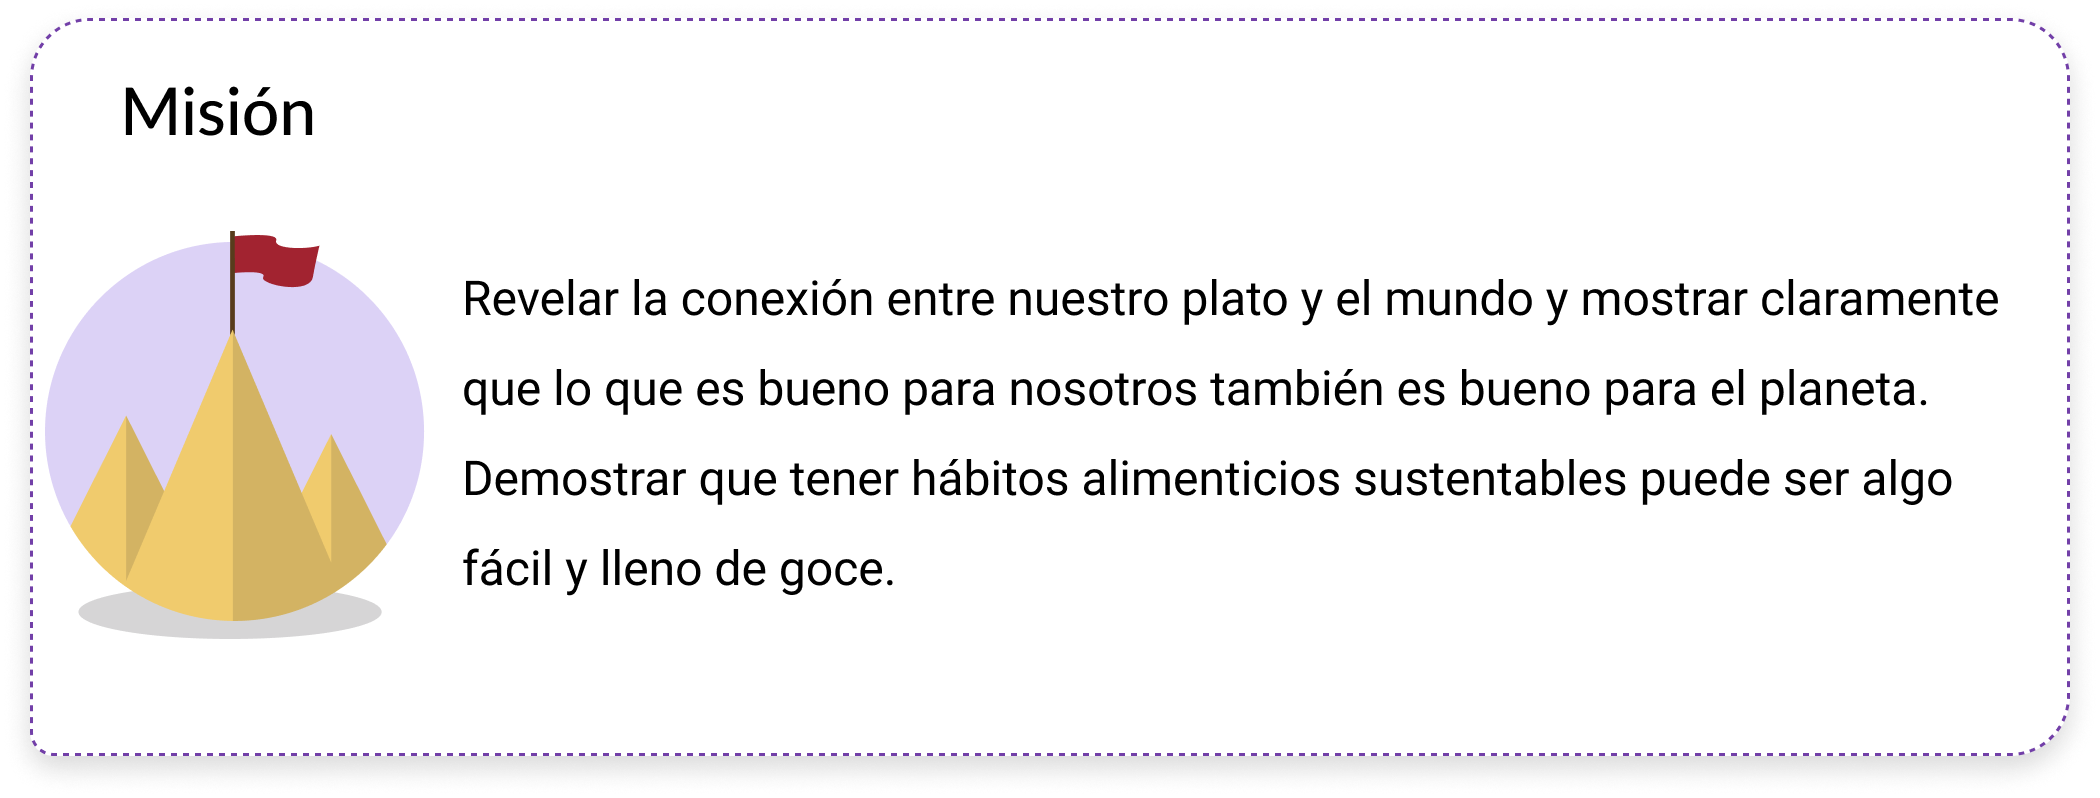 Misión
Revelar la conexión entre nuestro plato y el mundo y mostrar claramente
que lo que es bueno para nosotros también es bueno para el planeta.
Demostrar que tener hábitos alimenticios sustentables puede ser algo
fácil y lleno de goce.